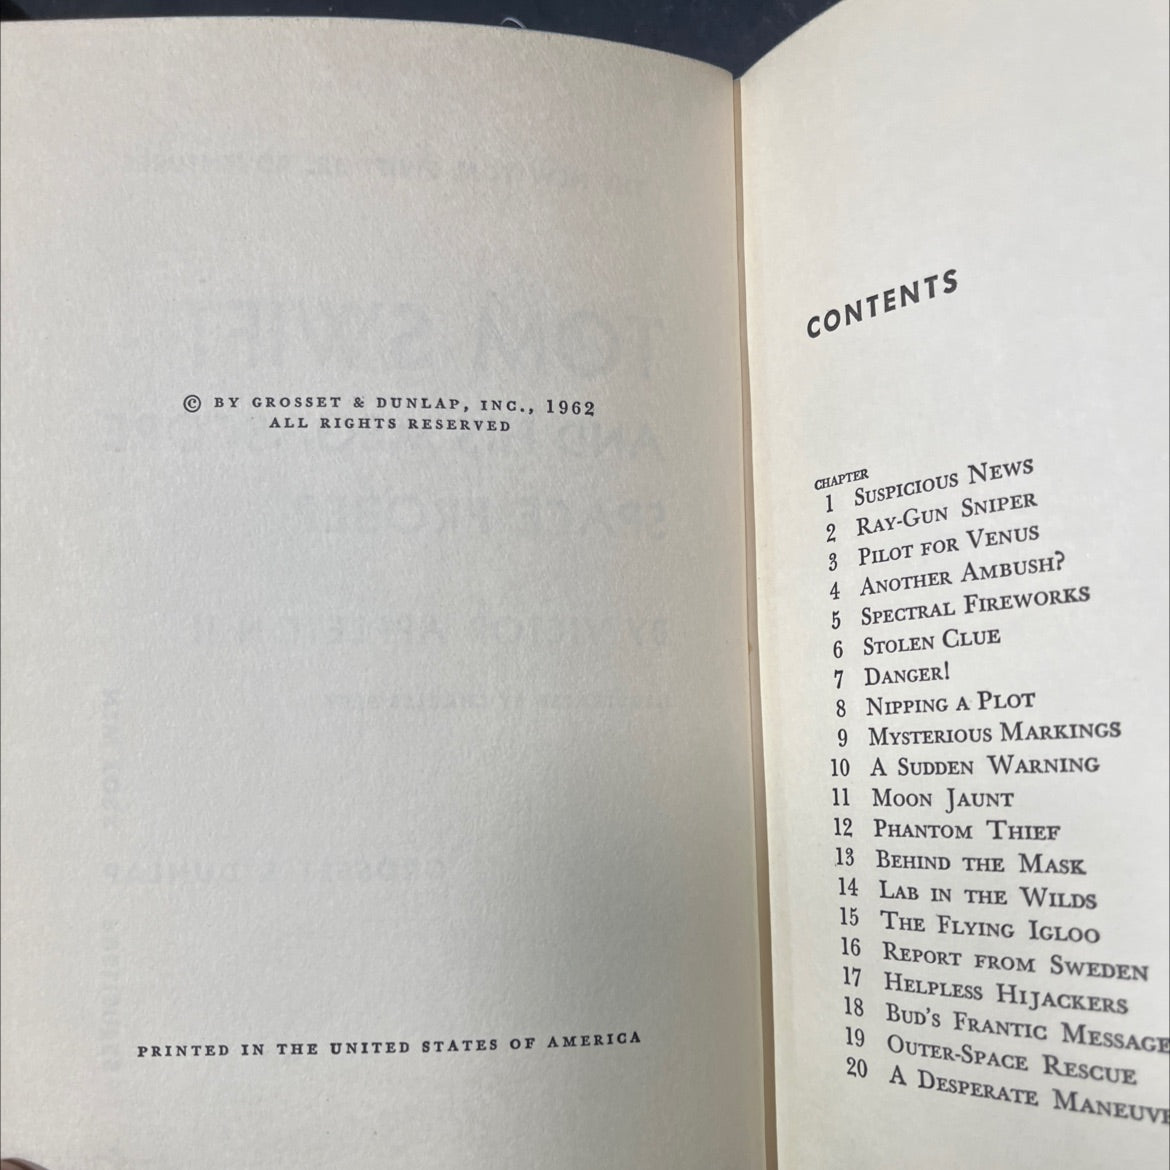 © BY GROSSET & DUNLAP, INC., 1962
ALL RIGHTS RESERVED
PRINTED IN THE UNITED STATES OF AMERICA
CONTENTS
CHAPTER
1 SUSPICIOUS NEWS
2 RAY-GUN SNIPER
3 PILOT FOR VENUS
4 ANOTHER AMBUSH?
5 SPECTRAL FIREWORKS
6 STOLEN CLUE
7 DANGER!
8 NIPPING A PLOT
9 MYSTERIOUS MARKINGS
10 A SUDDEN WARNING
11 MOON JAUNT
12 PHANTOM THIEF
13 BEHIND THE MASK
14 LAB IN THE WILDS
15 THE FLYING IGLOO
16 REPORT FROM SWEDEN
17 HELPLESS HIJACKERS
18 BUD'S FRANTIC MESSAGE
19 OUTER-SPACE RESCUE
20 A DESPERATE MANEUVE